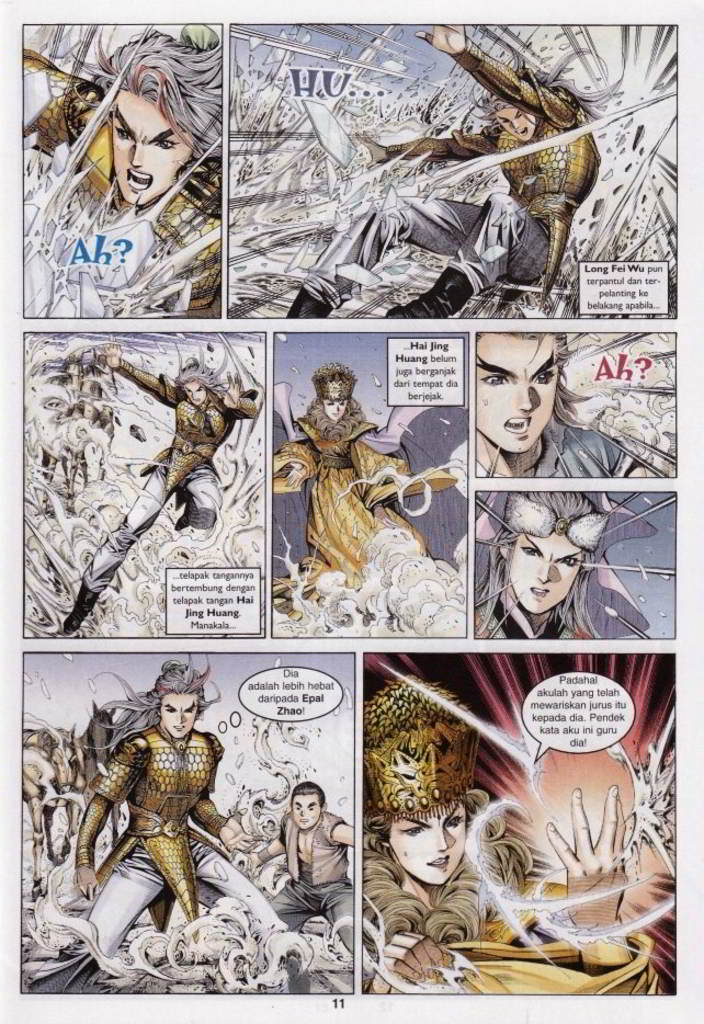 Ah?
HU...
Long Fei Wu pun
terpantul dan ter-
pelanting ke
belakang apabila...
...telapak tangannya
bertembung dengan
telapak tangan Hai
Jing Huang.
Manakala...
...Hai Jing
Huang belum
juga berganjak
dari tempat dia
berjejak.
Ah?
Dia
adalah lebih hebat
daripada Epal
Zhao!
Padahal
akulah yang telah
mewariskan jurus itu
kepada dia. Pendek
kata aku ini guru
dia!
11